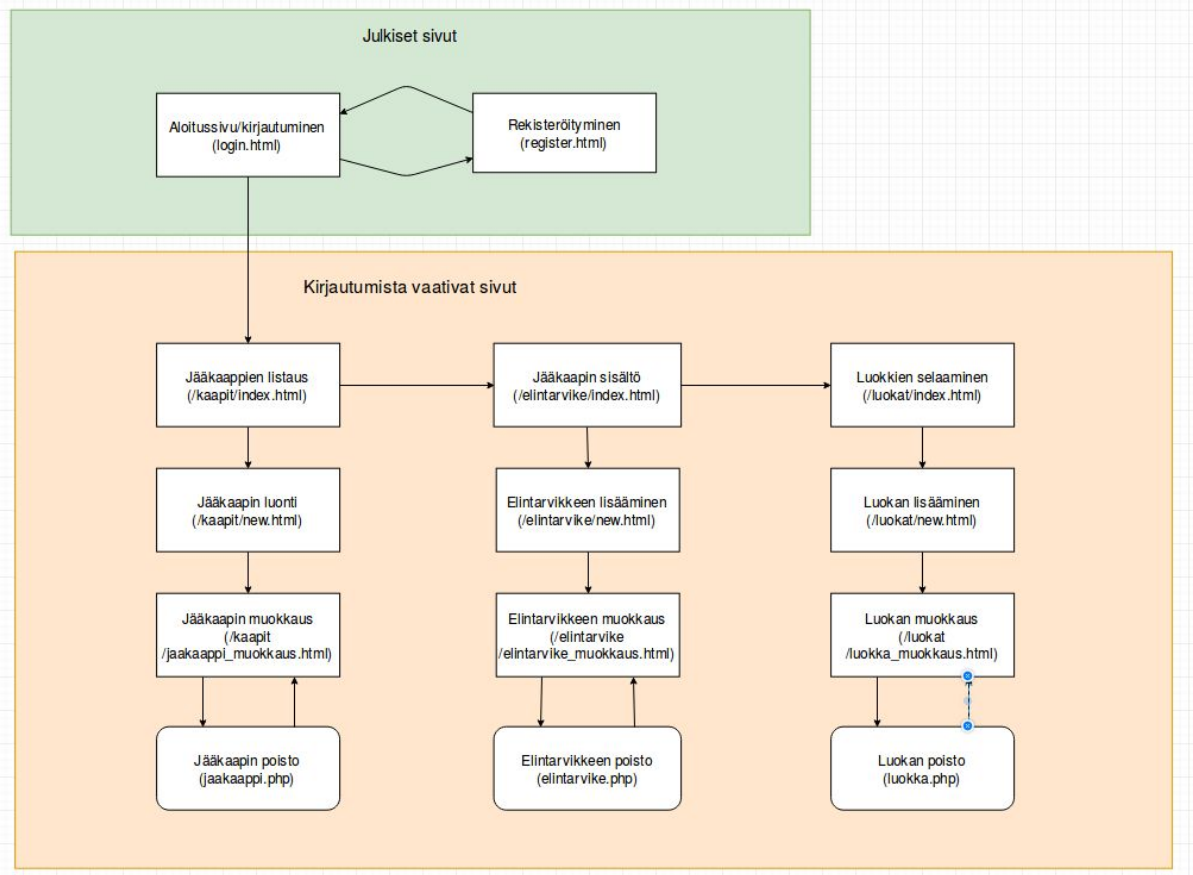 Julkiset sivut
Aloitussivu/kirjautuminen
(login.html)
Rekisteröityminen
(register.html)
Kirjautumista vaativat sivut
Jääkaappien listaus
(/kaapit/index.html)
Jääkaapin sisältö
(/elintarvike/index.html)
Luokkien selaaminen
(/luokat/index.html)
Jääkaapin luonti
(/kaapit/new.html)
Elintarvikkeen lisääminen
(/elintarvike/new.html)
Luokan lisääminen
(/luokat/new.html)
Jääkaapin muokkaus
(/kaapit
/jaakaappi_muokkaus.html)
Elintarvikkeen muokkaus
(/elintarvike
/elintarvike_muokkaus.html)
Luokan muokkaus
(/luokat
/luokka_muokkaus.html)
Jääkaapin poisto
(jaakaappi.php)
Elintarvikkeen poisto
(elintarvike.php)
Luokan poisto
(luokka.php)